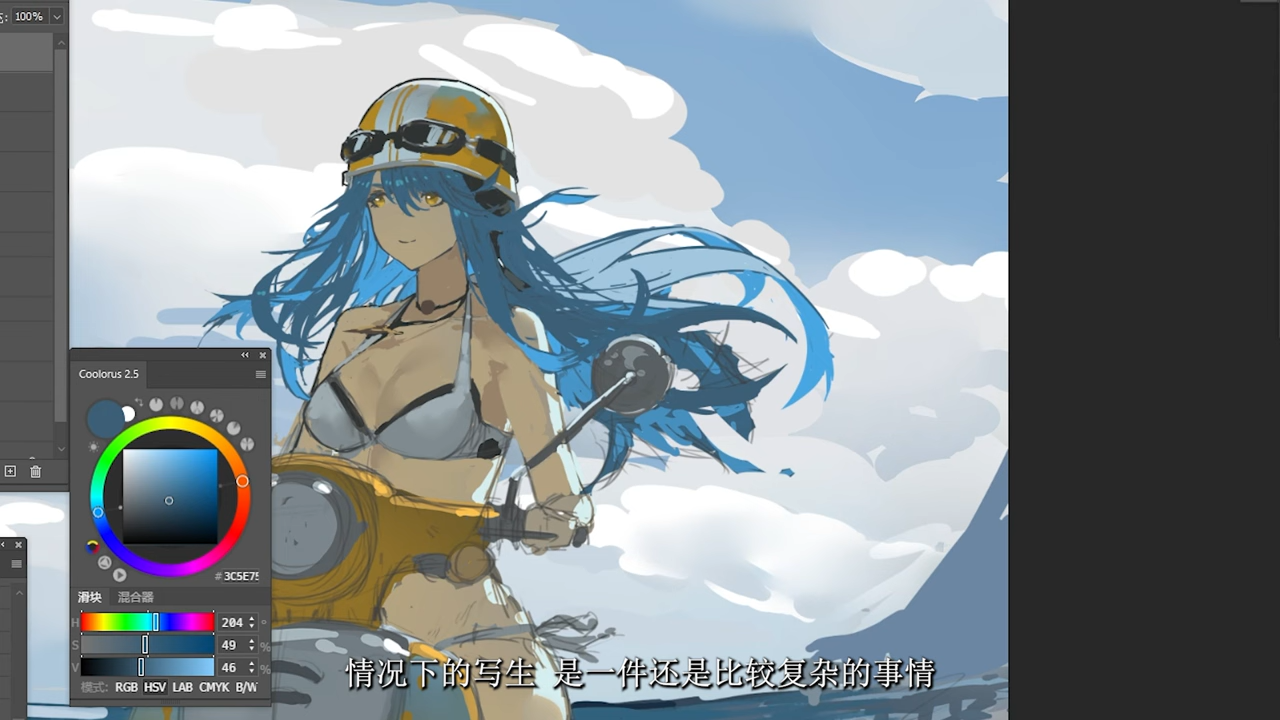 100%
Coolorus 2.5
# 3C5E75
滑块 混合器
H 204 °
S 49 %
V 46 %
模式: RGB HSV LAB CMYK B/W
情况下的写生 是一件还是比较复杂的事情